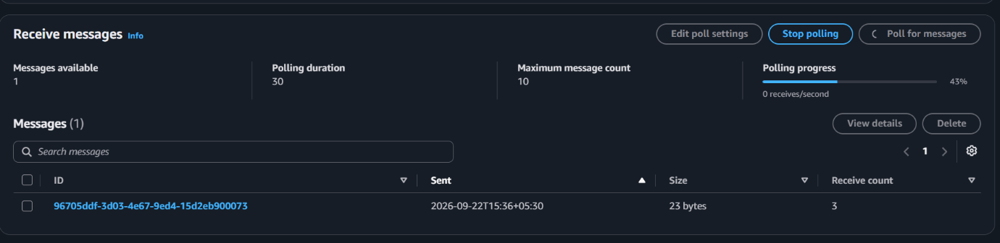 Receive messages Info
Edit poll settings
Stop polling
Poll for messages
Messages available
1
Polling duration
30
Maximum message count
10
Polling progress
43%
0 receives/second
Messages (1)
View details
Delete
Search messages
1
ID
Sent
Size
Receive count
96705ddf-3d03-4e67-9ed4-15d2eb900073
2026-09-22T15:36+05:30
23 bytes
3